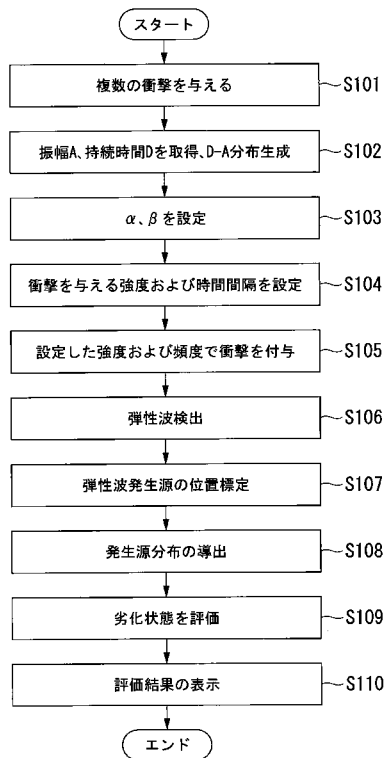 スタート
複数の衝撃を与える
S101
振幅A、持続時間Dを取得、D-A分布生成
S102
α、βを設定
S103
衝撃を与える強度および時間間隔を設定
S104
設定した強度および頻度で衝撃を付与
S105
弾性波検出
S106
弾性波発生源の位置標定
S107
発生源分布の導出
S108
劣化状態を評価
S109
評価結果の表示
S110
エンド